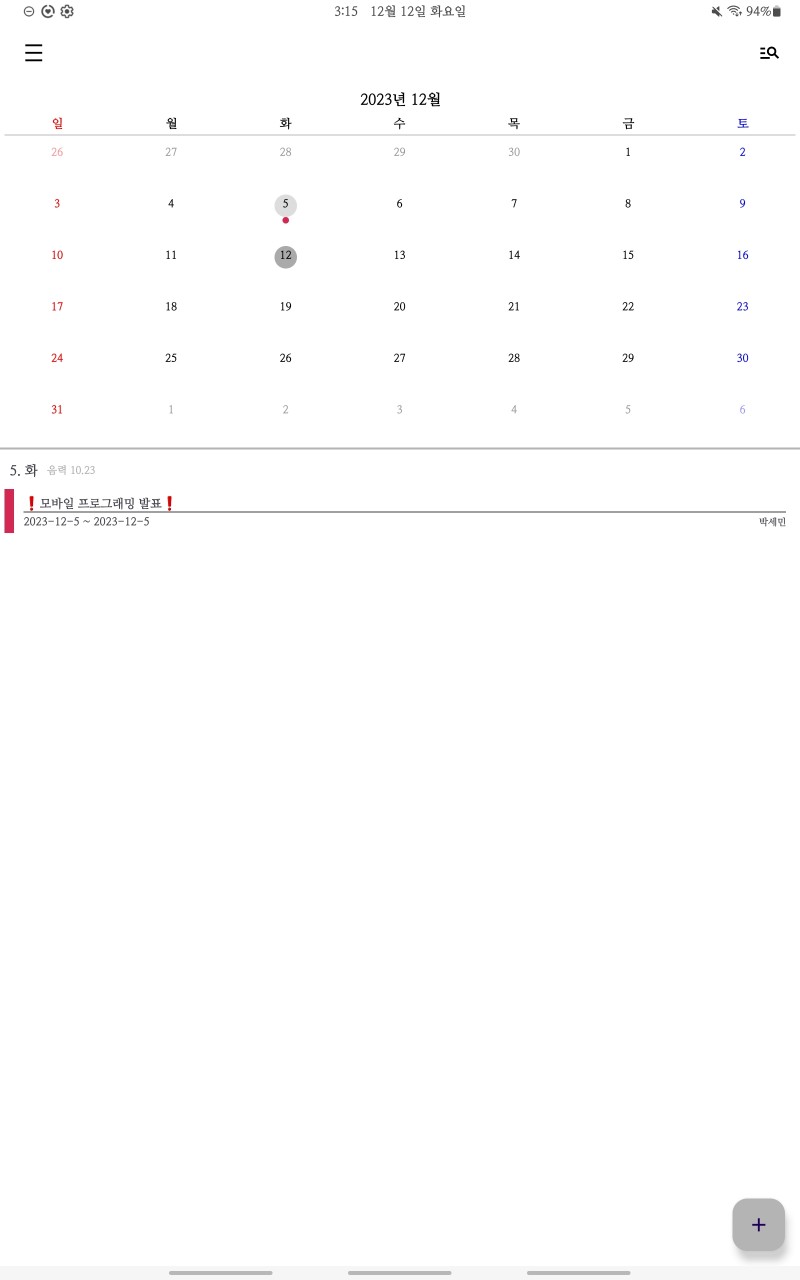 3:15 12월 12일 화요일 94%
2023년 12월
일 월 화 수 목 금 토
26 27 28 29 30 1 2
3 4 5 6 7 8 9
10 11 12 13 14 15 16
17 18 19 20 21 22 23
24 25 26 27 28 29 30
31 1 2 3 4 5 6
5. 화 음력 10.23
❗모바일 프로그래밍 발표❗
2023-12-5 ~ 2023-12-5 박세민
+